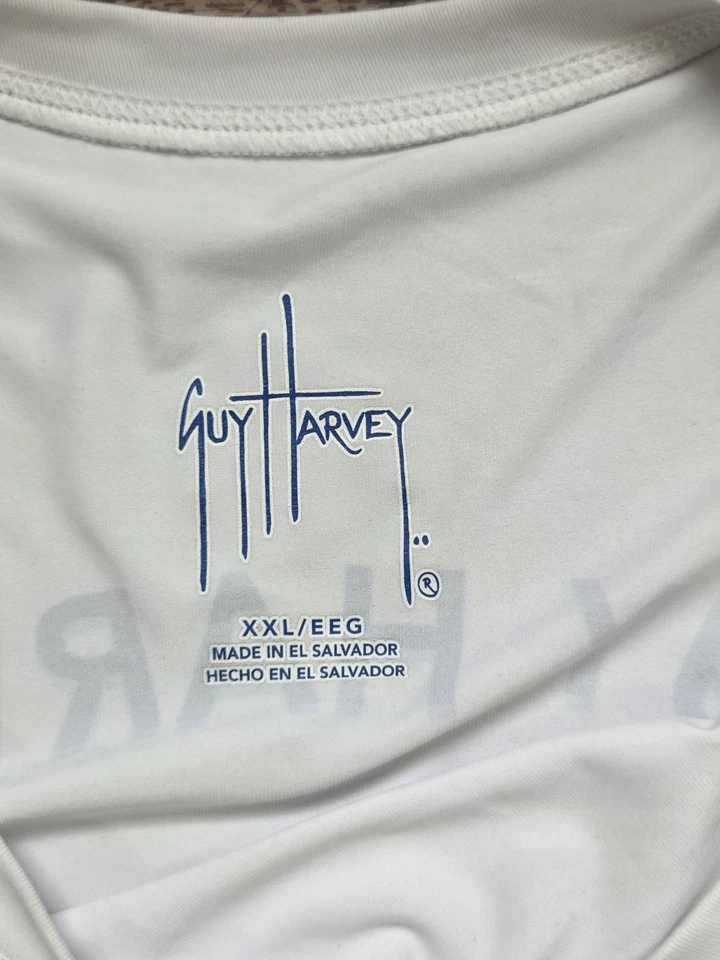 GUY HARVEY
®
XXL/EEG
MADE IN EL SALVADOR
HECHO EN EL SALVADOR